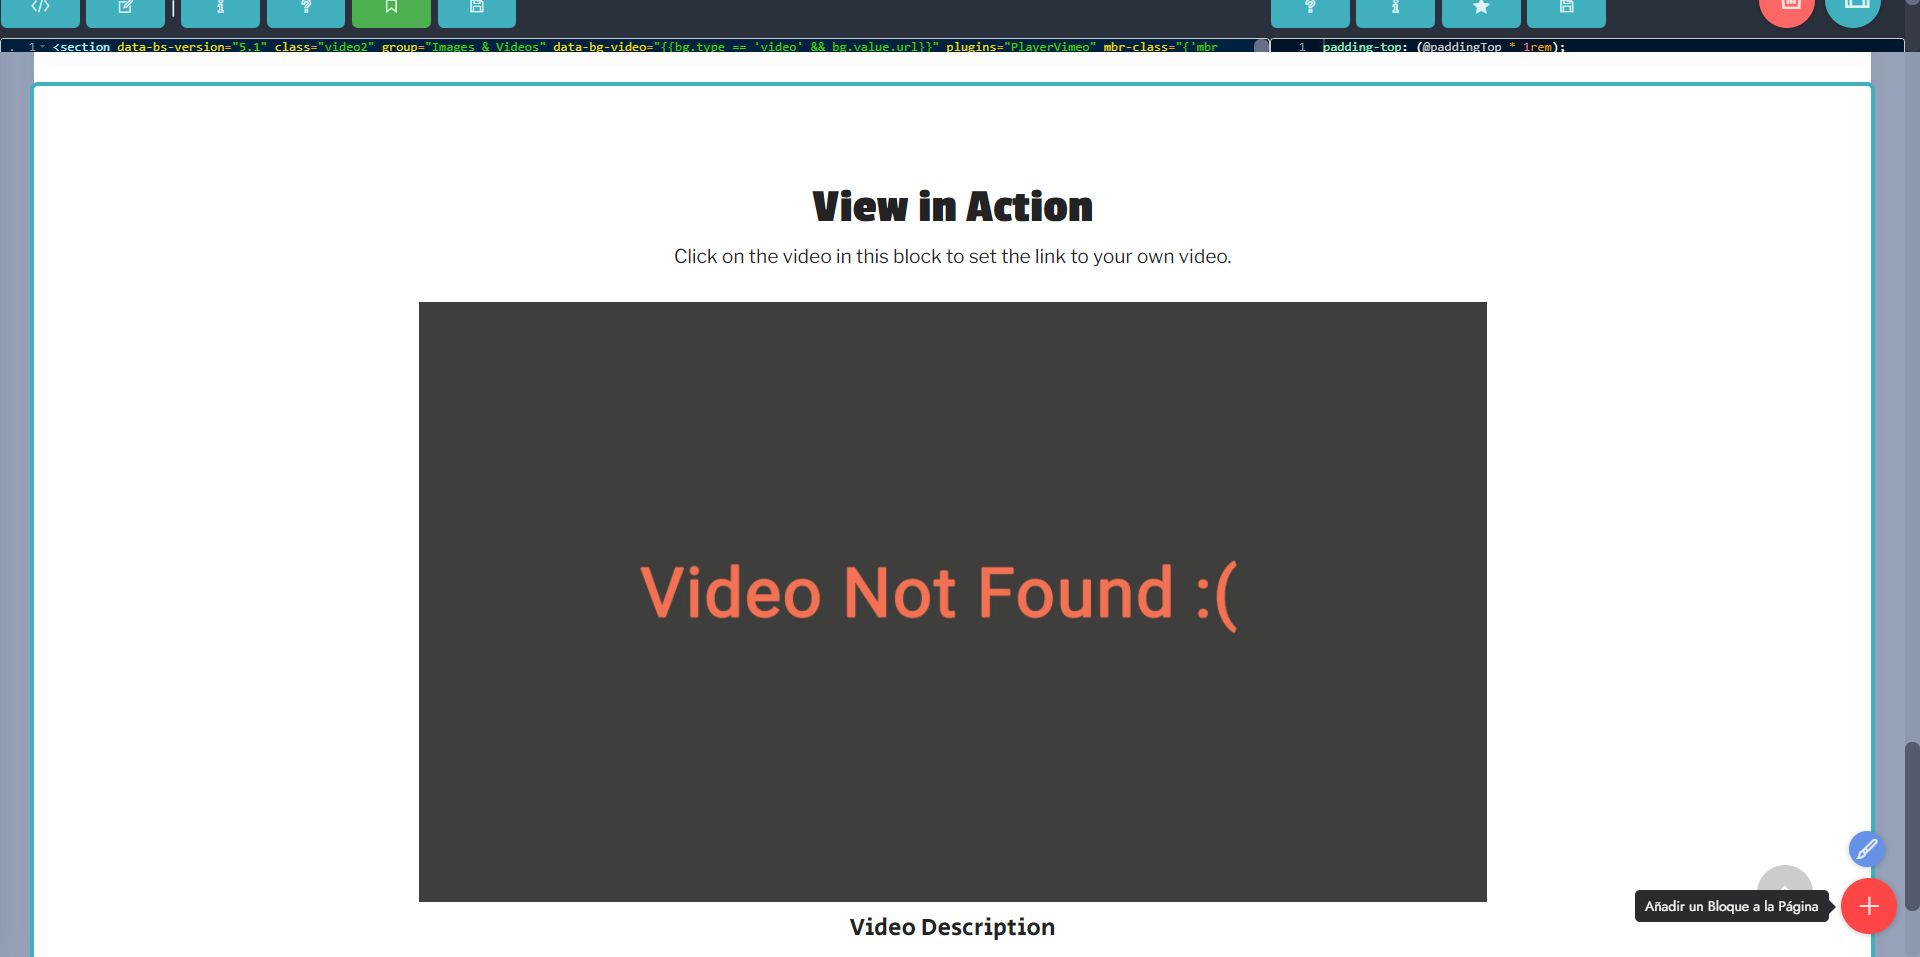 1 <section data-bs-version="5.1" class="video2" group="Images & Videos" data-bg-video="{{bg.type == 'video' && bg.value.url}}" plugins="PlayerVimeo" mbr-class="{'mbr
1 padding-top: (@paddingTop * 1rem);
View in Action
Click on the video in this block to set the link to your own video.
Video Not Found :(
Video Description
Añadir un Bloque a la Página